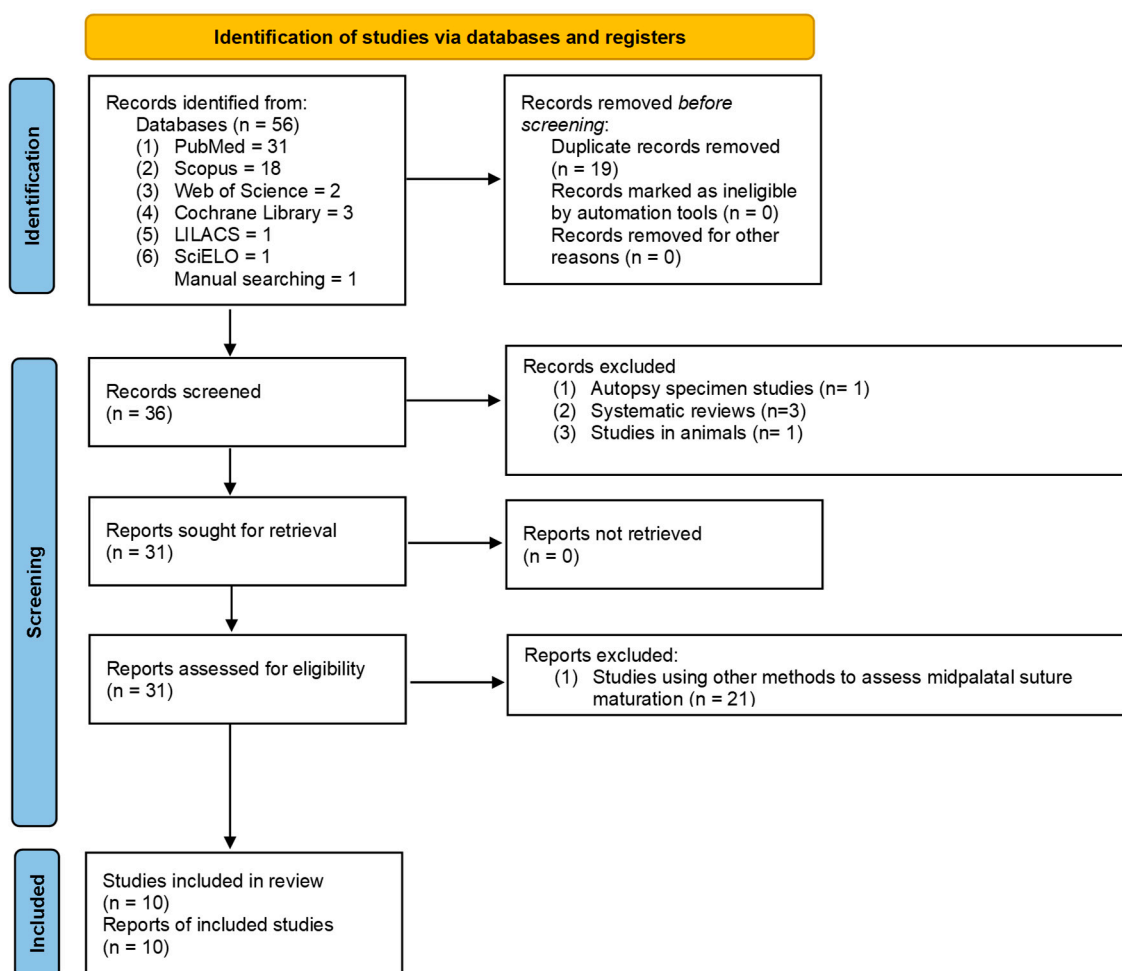 Identification of studies via databases and registers
Identification
Records identified from:
Databases (n = 56)
(1) PubMed = 31
(2) Scopus = 18
(3) Web of Science = 2
(4) Cochrane Library = 3
(5) LILACS = 1
(6) SciELO = 1
Manual searching = 1
Records removed before
screening:
Duplicate records removed
(n = 19)
Records marked as ineligible
by automation tools (n = 0)
Records removed for other
reasons (n = 0)
Screening
Records screened
(n = 36)
Records excluded
(1) Autopsy specimen studies (n= 1)
(2) Systematic reviews (n=3)
(3) Studies in animals (n= 1)
Reports sought for retrieval
(n = 31)
Reports not retrieved
(n = 0)
Reports assessed for eligibility
(n = 31)
Reports excluded:
(1) Studies using other methods to assess midpalatal suture
maturation (n = 21)
Included
Studies included in review
(n = 10)
Reports of included studies
(n = 10)